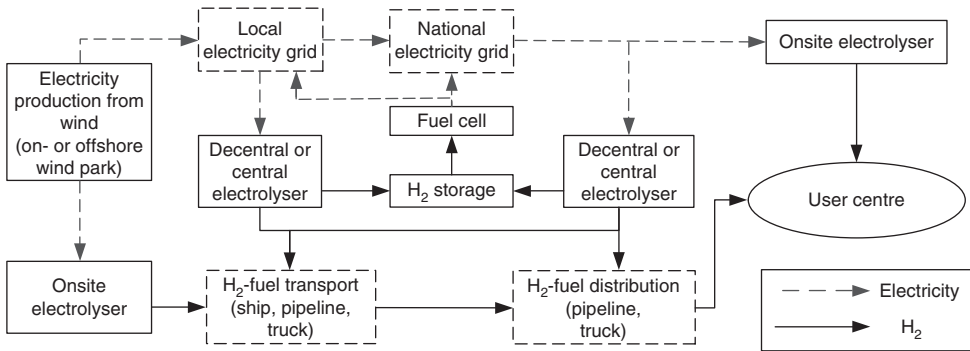 Local
electricity grid
National
electricity grid
Onsite electrolyser
Electricity
production from
wind
(on- or offshore
wind park)
Fuel cell
Decentral or
central
electrolyser
H₂ storage
Decentral or
central
electrolyser
User centre
Onsite
electrolyser
H₂-fuel transport
(ship, pipeline,
truck)
H₂-fuel distribution
(pipeline,
truck)
Electricity
H₂